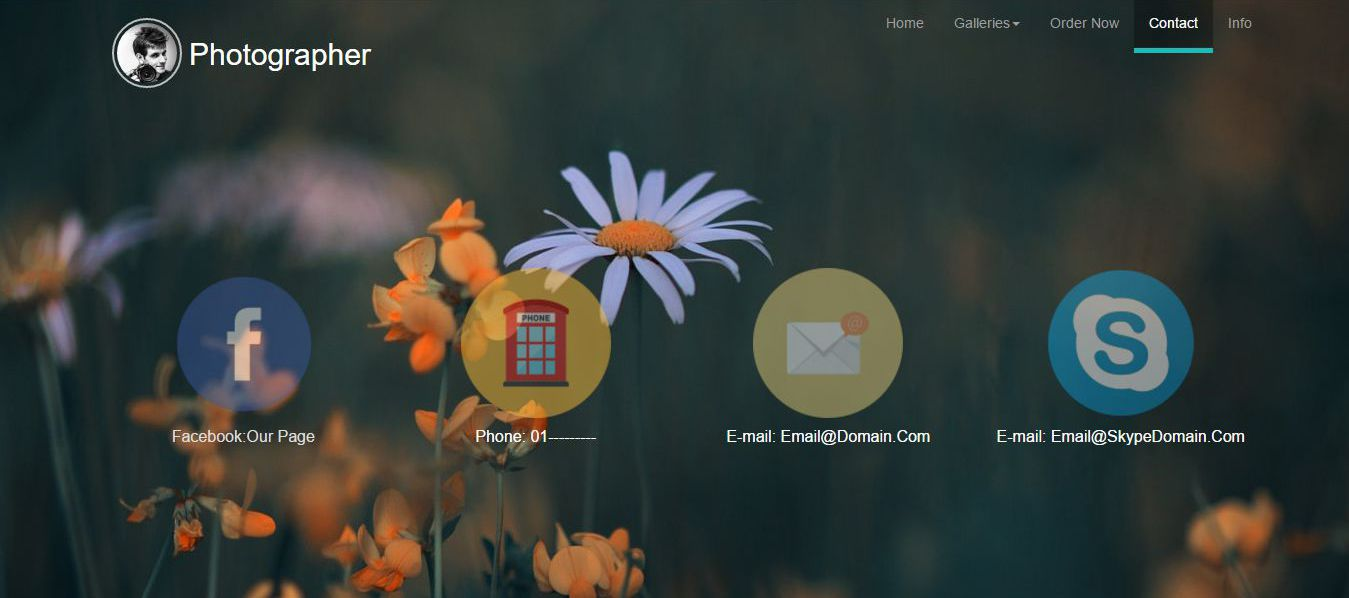 Photographer
Home
Galleries
Order Now
Contact
Info
f
PHONE
@
S
Facebook:Our Page
Phone: 01---------
E-mail: Email@Domain.Com
E-mail: Email@SkypeDomain.Com